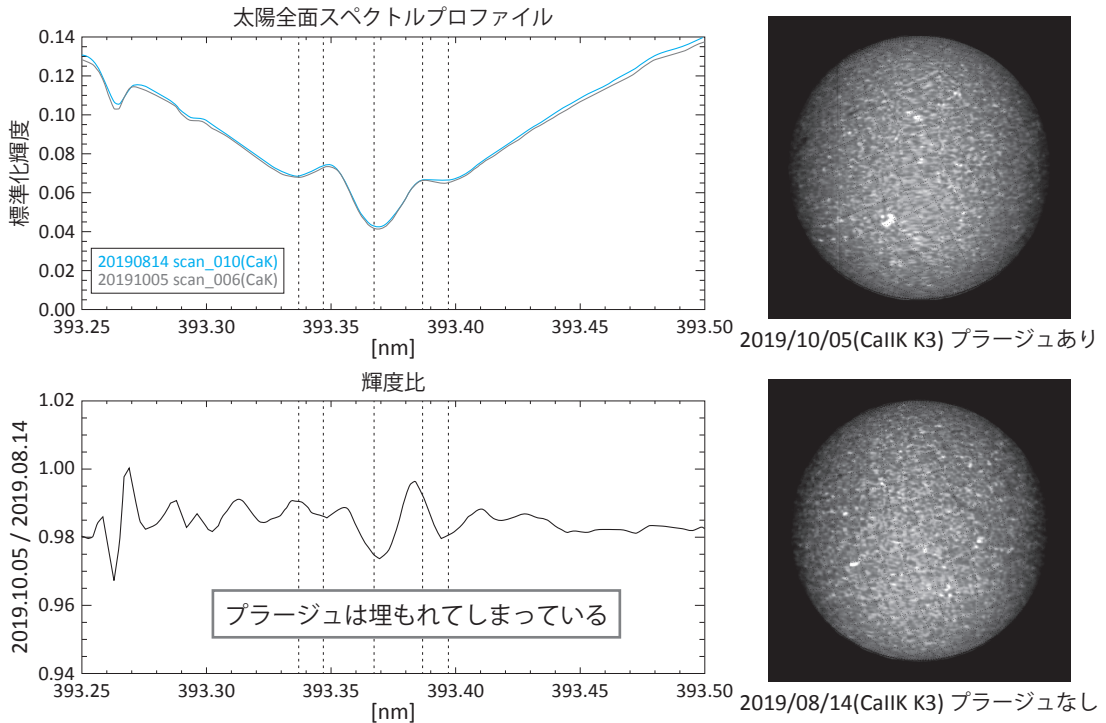 太陽全面スペクトルプロファイル
0.14
0.12
0.10
0.08
0.06
0.04
0.02
0.00
標準化輝度
20190814 scan_010(CaK)
20191005 scan_006(CaK)
393.25 393.30 393.35 393.40 393.45 393.50
[nm]
2019/10/05(CaIIK K3) プラージュあり
輝度比
1.02
1.00
0.98
0.96
0.94
2019.10.05 / 2019.08.14
プラージュは埋もれてしまっている
393.25 393.30 393.35 393.40 393.45 393.50
[nm]
2019/08/14(CaIIK K3) プラージュなし